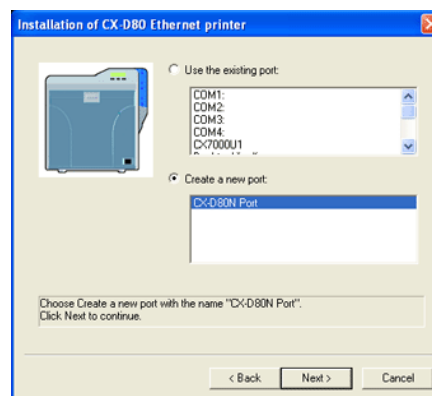 Installation of CX-D80 Ethernet printer
Use the existing port:
COM1:
COM2:
COM3:
COM4:
CX7000U1
Create a new port:
CX-D80N Port
Choose Create a new port with the name "CX-D80N Port".
Click Next to continue.
< Back
Next >
Cancel